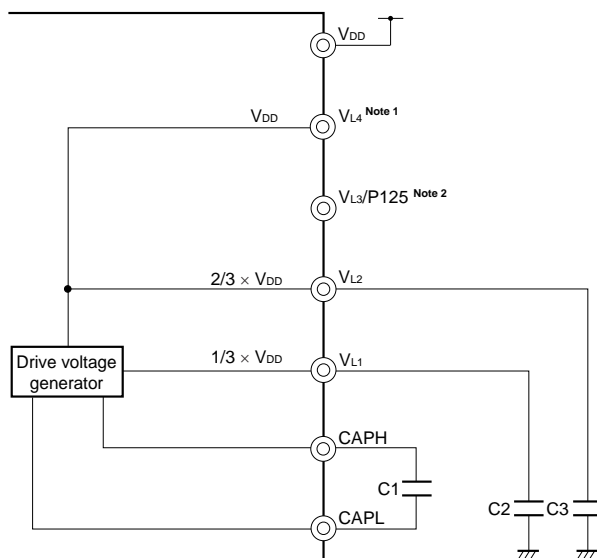 VDD
VDD
VL4 Note 1
VL3/P125 Note 2
2/3 × VDD
VL2
1/3 × VDD
VL1
Drive voltage
generator
CAPH
C1
C2
C3
CAPL